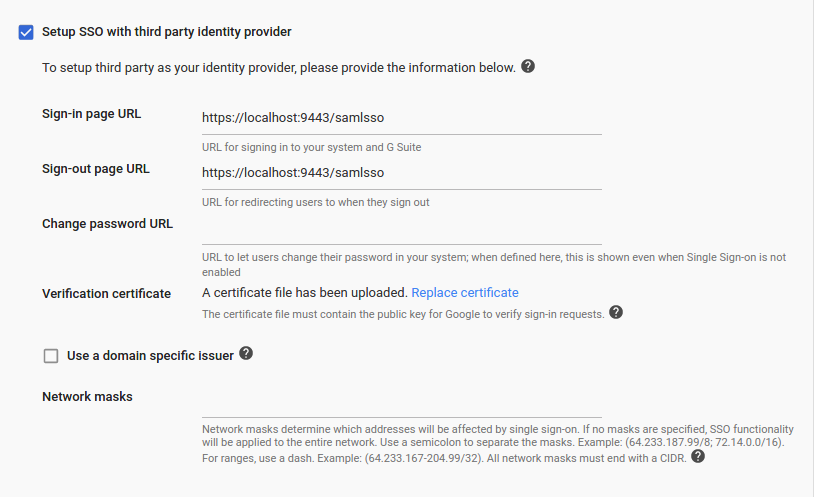 Setup SSO with third party identity provider
To setup third party as your identity provider, please provide the information below. ?
Sign-in page URL
https://localhost:9443/samlsso
URL for signing in to your system and G Suite
Sign-out page URL
https://localhost:9443/samlsso
URL for redirecting users to when they sign out
Change password URL
URL to let users change their password in your system; when defined here, this is shown even when Single Sign-on is not
enabled
Verification certificate
A certificate file has been uploaded. Replace certificate
The certificate file must contain the public key for Google to verify sign-in requests. ?
Use a domain specific issuer ?
Network masks
Network masks determine which addresses will be affected by single sign-on. If no masks are specified, SSO functionality
will be applied to the entire network. Use a semicolon to separate the masks. Example: (64.233.187.99/8; 72.14.0.0/16).
For ranges, use a dash. Example: (64.233.167-204.99/32). All network masks must end with a CIDR. ?